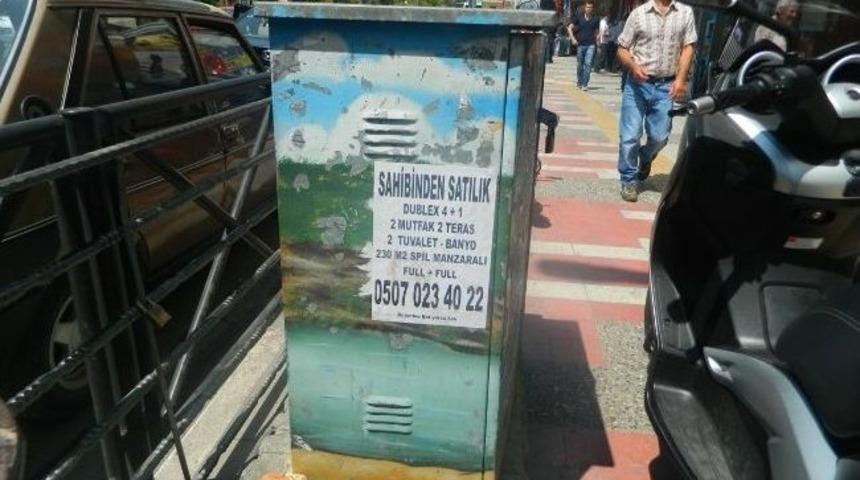 SAHİBİNDEN SATILIK
DUBLEX 4 + 1
2 MUTFAK 2 TERAS
2 TUVALET - BANYO
230 M2 SPİL MANZARALI
FULL + FULL
0507 023 40 22